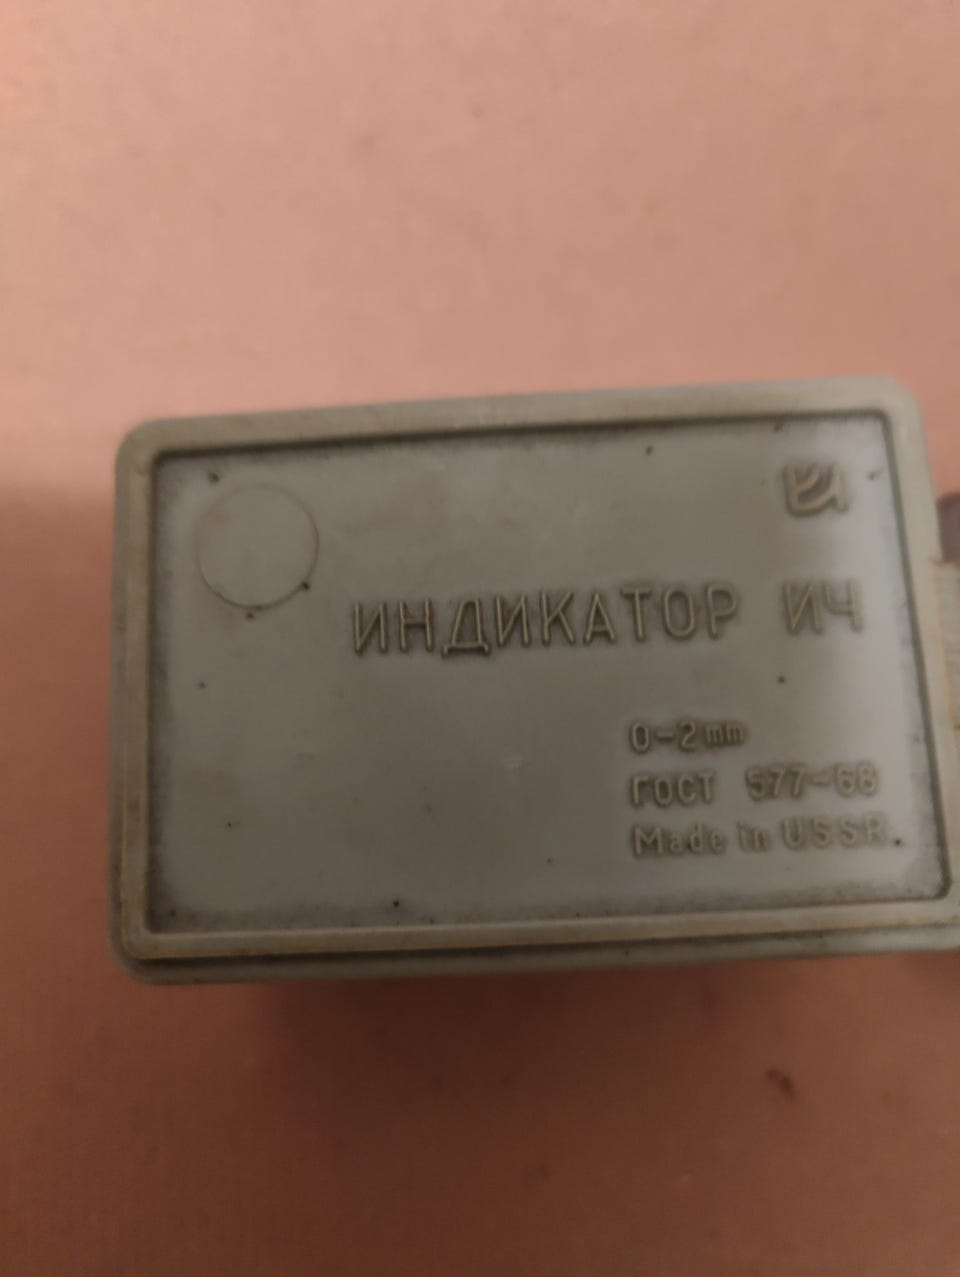 ИНДИКАТОР ИЧ
0-2 mm
ГОСТ 577-68
Made in USSR.